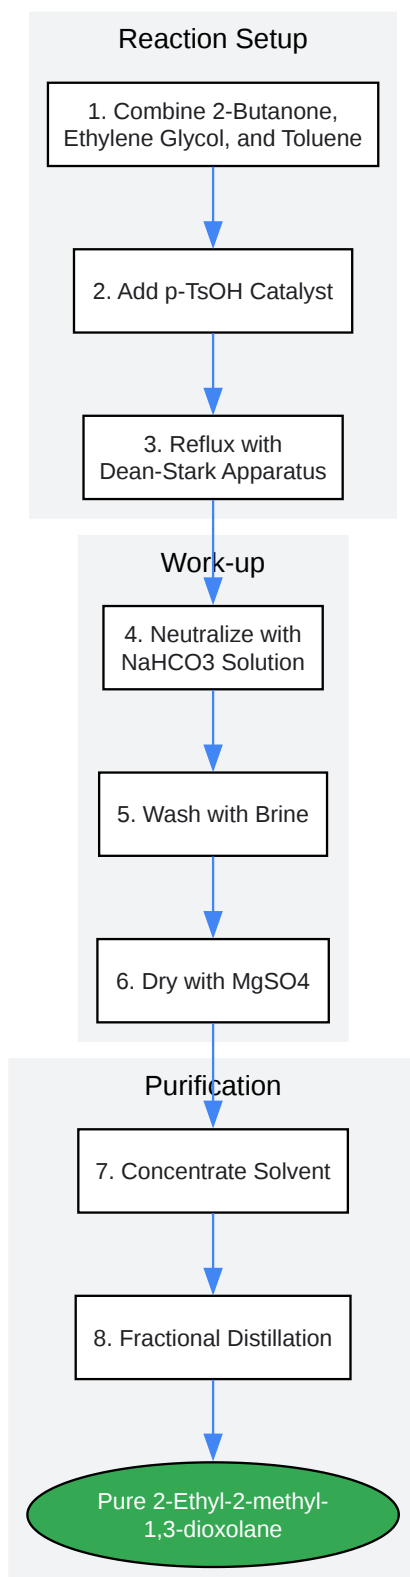 Reaction Setup
1. Combine 2-Butanone,
Ethylene Glycol, and Toluene
2. Add p-TsOH Catalyst
3. Reflux with
Dean-Stark Apparatus
Work-up
4. Neutralize with
NaHCO3 Solution
5. Wash with Brine
6. Dry with MgSO4
Purification
7. Concentrate Solvent
8. Fractional Distillation
Pure 2-Ethyl-2-methyl-
1,3-dioxolane